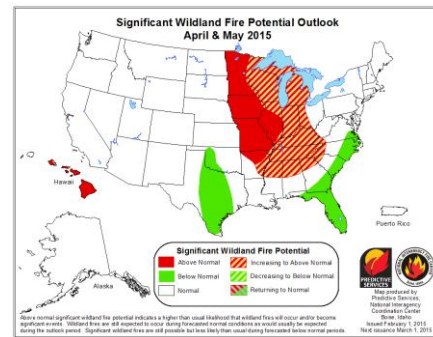 Significant Wildland Fire Potential Outlook
April & May 2015
Hawaii
Puerto Rico
Alaska
Significant Wildland Fire Potential
Above Normal
Increasing to Above Normal
Below Normal
Decreasing to Below Normal
Normal
Returning to Normal
PREDICTIVE
SERVICES
Map produced by
Predictive Services,
National Interagency
Coordination Center
Boise, Idaho
Issued February 1, 2015
Next issuance March 1, 2015
Above normal significant wildland fire potential indicates a higher than usual likelihood that wildland fires will occur and/or become
significant events. Wildland fires are still expected to occur during forecasted normal conditions as would usually be expected
during the outlook period. Significant wildland fires are still possible but less likely than usual during forecasted below normal periods.